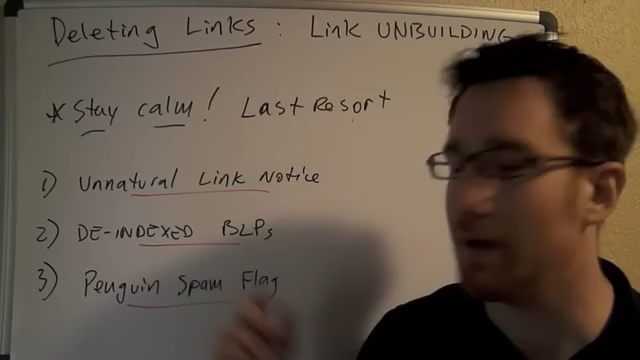 Deleting Links : Link UNBUILDING
* Stay calm! Last Resort
1) Unnatural Link Notice
2) DE-INDEXED BLPs
3) Penguin Spam Flag